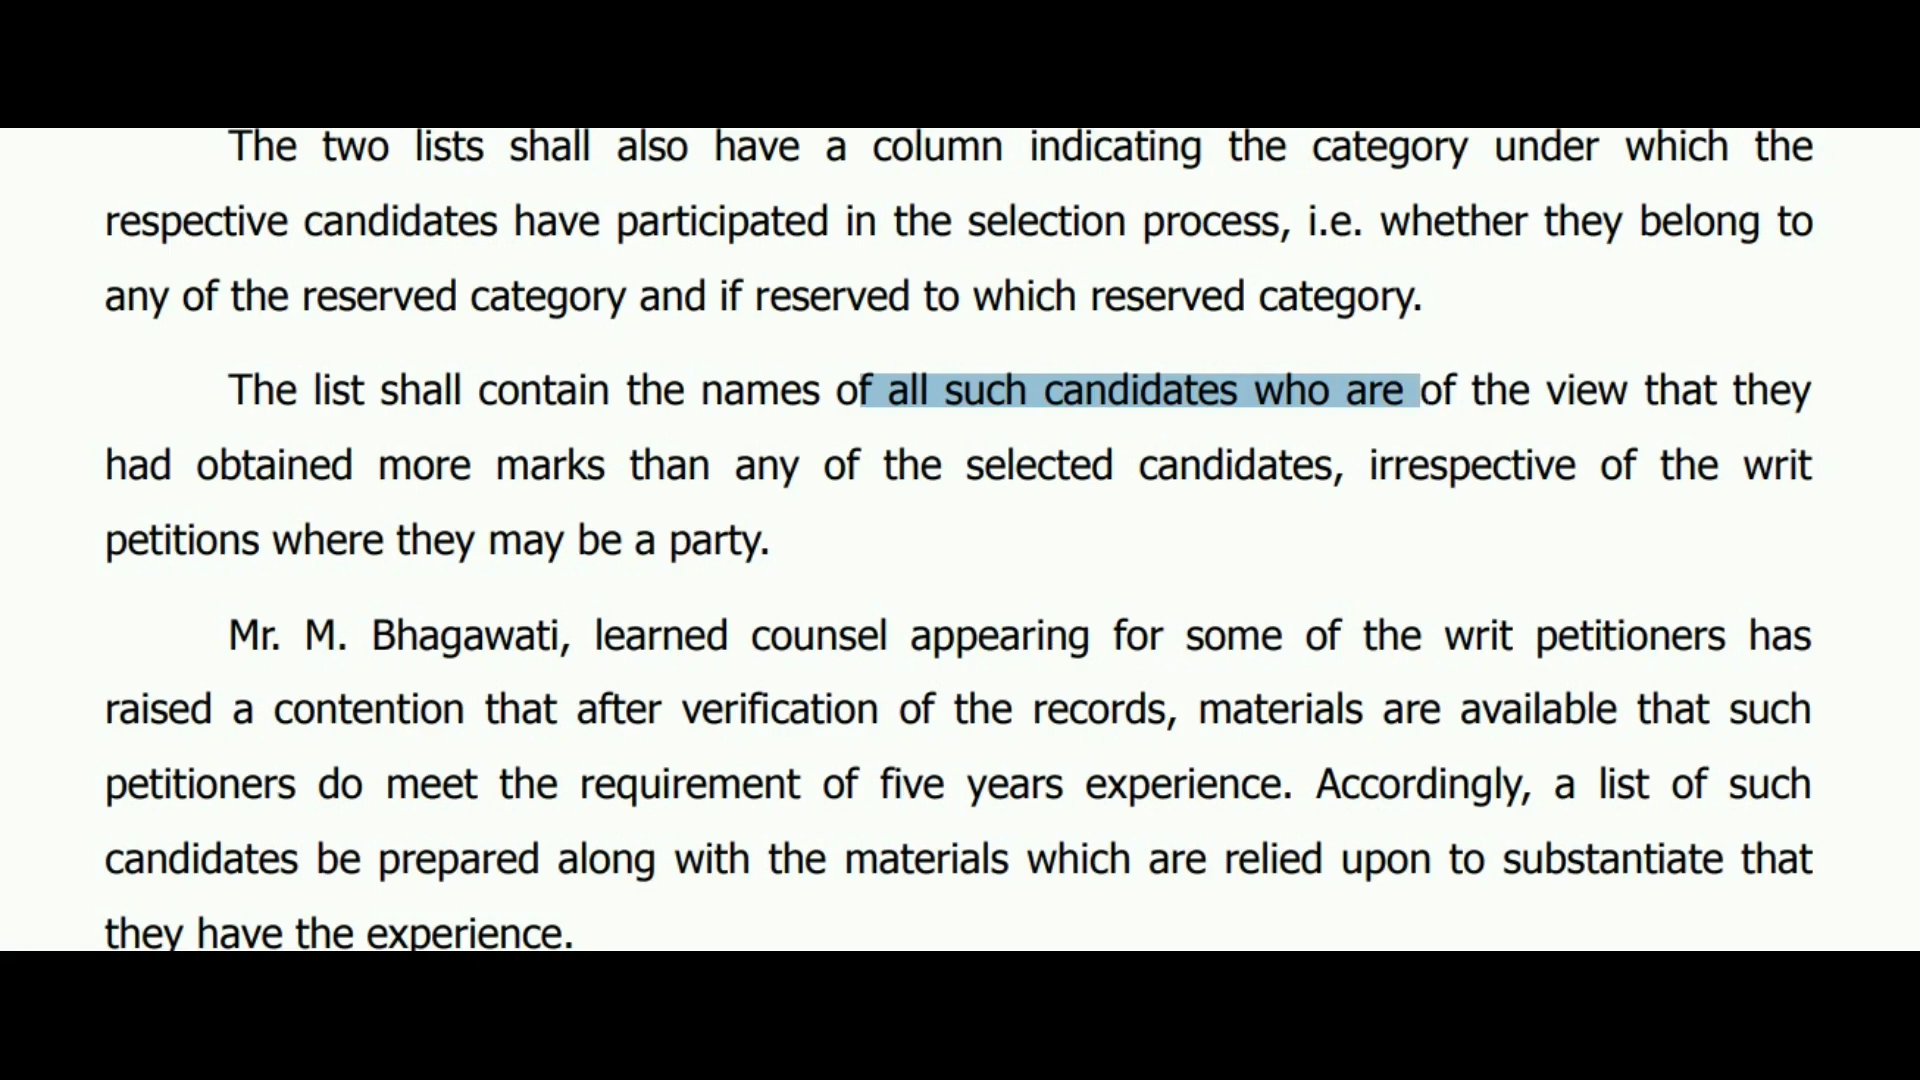 The two lists shall also have a column indicating the category under which the
respective candidates have participated in the selection process, i.e. whether they belong to
any of the reserved category and if reserved to which reserved category.
The list shall contain the names of all such candidates who are of the view that they
had obtained more marks than any of the selected candidates, irrespective of the writ
petitions where they may be a party.
Mr. M. Bhagawati, learned counsel appearing for some of the writ petitioners has
raised a contention that after verification of the records, materials are available that such
petitioners do meet the requirement of five years experience. Accordingly, a list of such
candidates be prepared along with the materials which are relied upon to substantiate that
they have the experience.